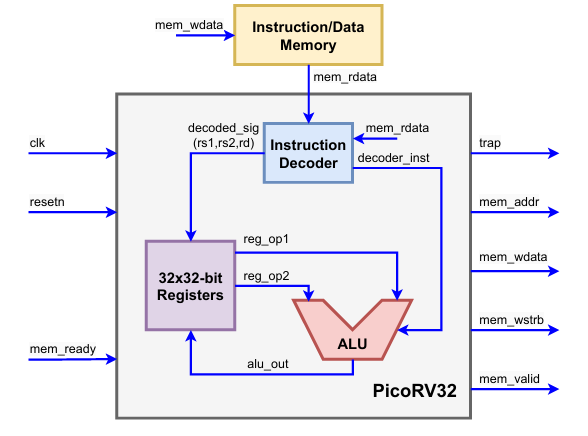 mem_wdata
Instruction/Data
Memory
mem_rdata
clk
decoded_sig
(rs1,rs2,rd)
Instruction
Decoder
mem_rdata
decoder_inst
trap
resetn
mem_addr
32x32-bit
Registers
reg_op1
reg_op2
mem_wdata
ALU
mem_wstrb
mem_ready
alu_out
PicoRV32
mem_valid